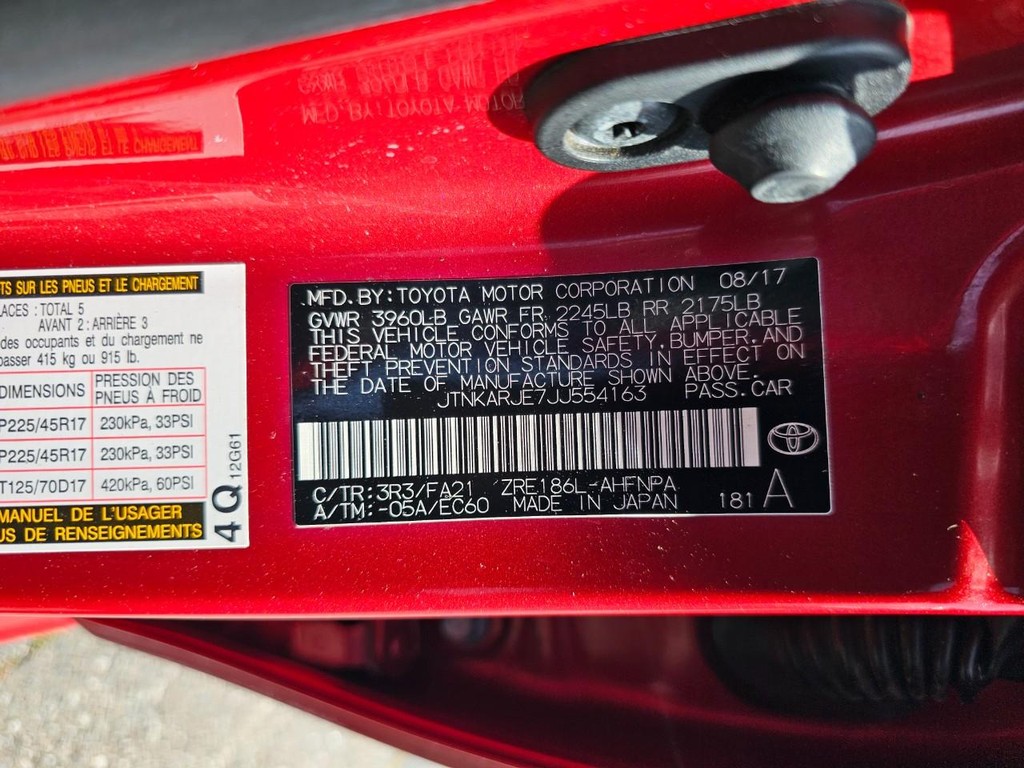 TS SUR LES PNEUS ET LE CHARGEMENT
LACES : TOTAL 5
AVANT 2 : ARRIÈRE 3
des occupants et du chargement ne
passer 415 kg ou 915 lb.
DIMENSIONS PRESSION DES PNEUS À FROID
P225/45R17 230kPa, 33PSI
P225/45R17 230kPa, 33PSI
T125/70D17 420kPa, 60PSI
MANUEL DE L'USAGER
US DE RENSEIGNEMENTS
4Q 12G61
MFD.BY:TOYOTA MOTOR CORPORATION 08/17
GVWR 3960LB GAWR FR 2245LB RR 2175LB
THIS VEHICLE CONFORMS TO ALL APPLICABLE
FEDERAL MOTOR VEHICLE SAFETY,BUMPER,AND
THEFT PREVENTION STANDARDS IN EFFECT ON
THE DATE OF MANUFACTURE SHOWN ABOVE.
JTNKARJE7JJ554163 PASS.CAR
C/TR:3R3/FA21 ZRE186L-AHFNPA
A/TM:-05A/EC60 MADE IN JAPAN 181 A